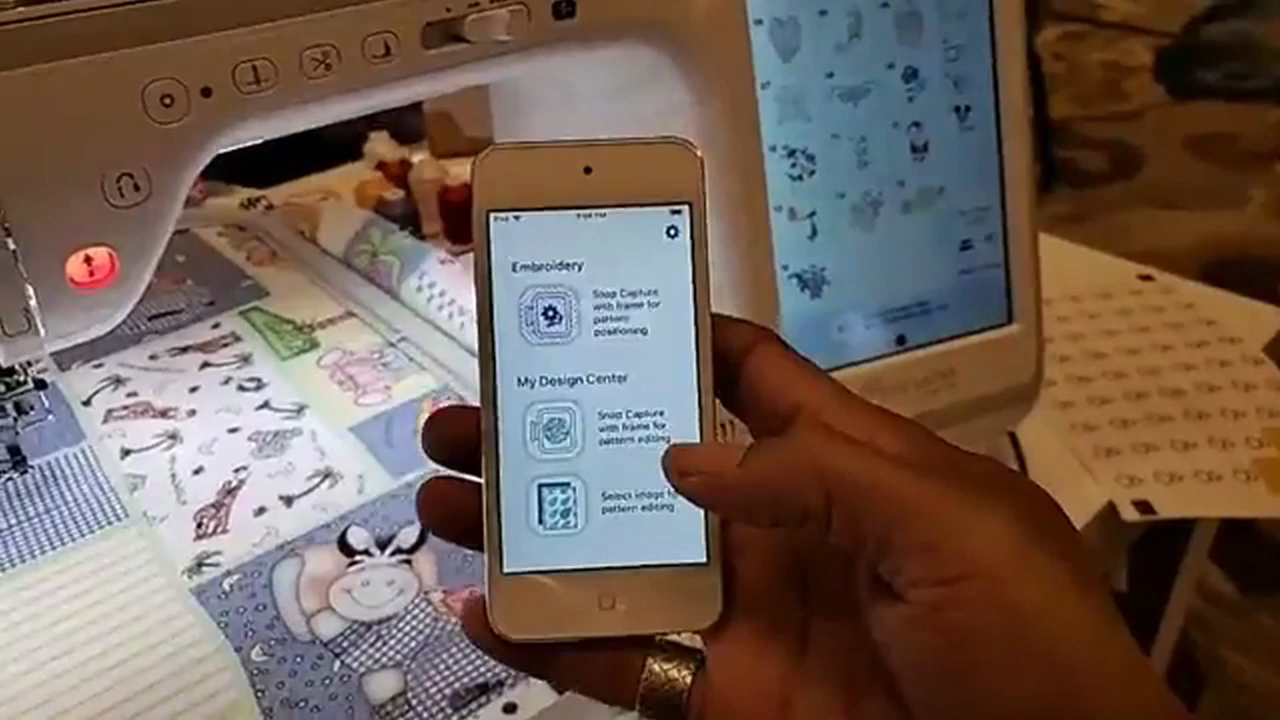 Embroidery
Snap Capture
with frame for
pattern
positioning
My Design Center
Snap Capture
with frame for
pattern editing
Select image to
pattern editing